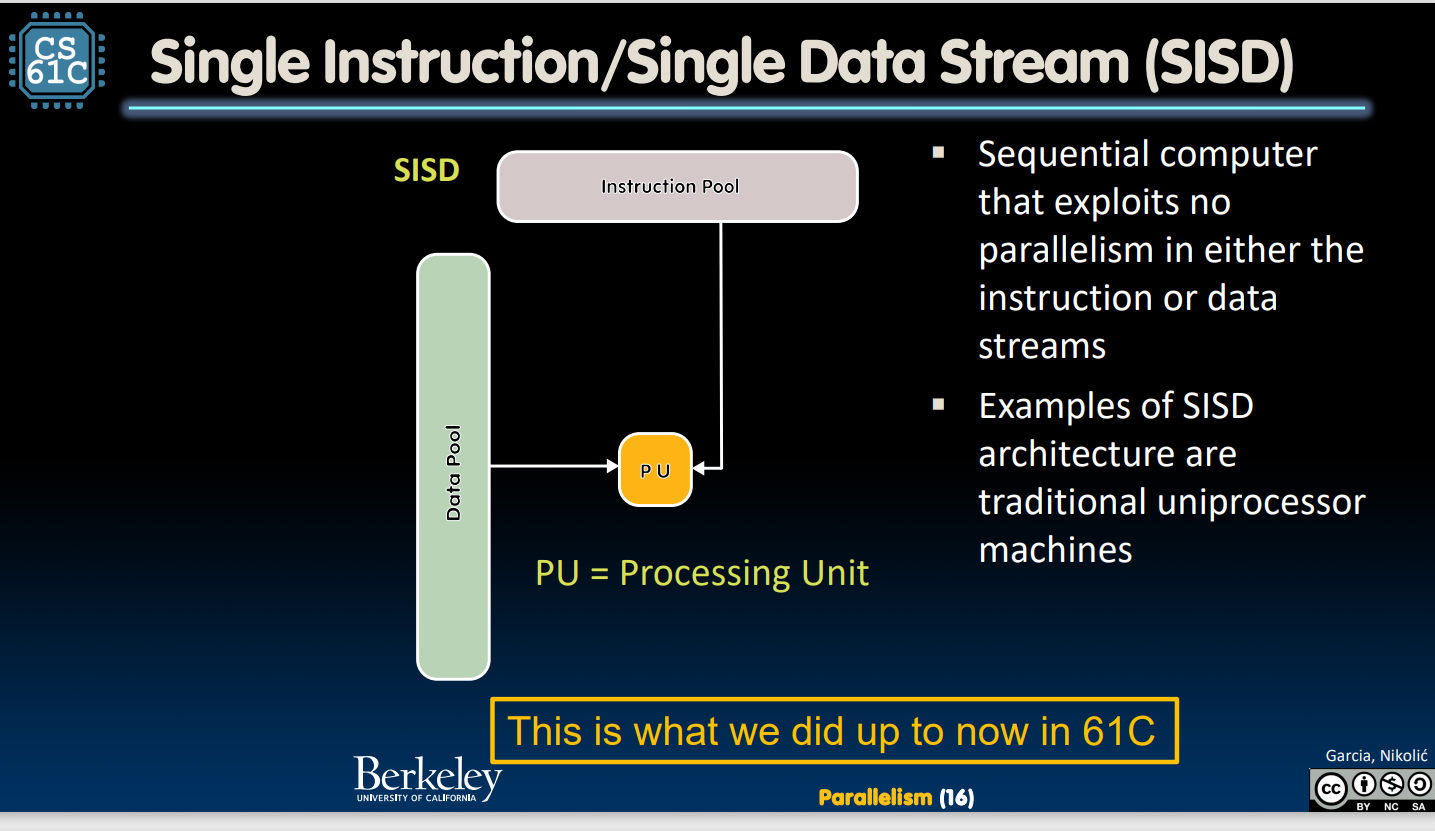 CS
61C
Single Instruction/Single Data Stream (SISD)
SISD
Instruction Pool
Data Pool
PU
PU = Processing Unit
▪ Sequential computer
that exploits no
parallelism in either the
instruction or data
streams
▪ Examples of SISD
architecture are
traditional uniprocessor
machines
This is what we did up to now in 61C
Berkeley
UNIVERSITY OF CALIFORNIA
Parallelism (16)
Garcia, Nikolić
cc
BY NC SA